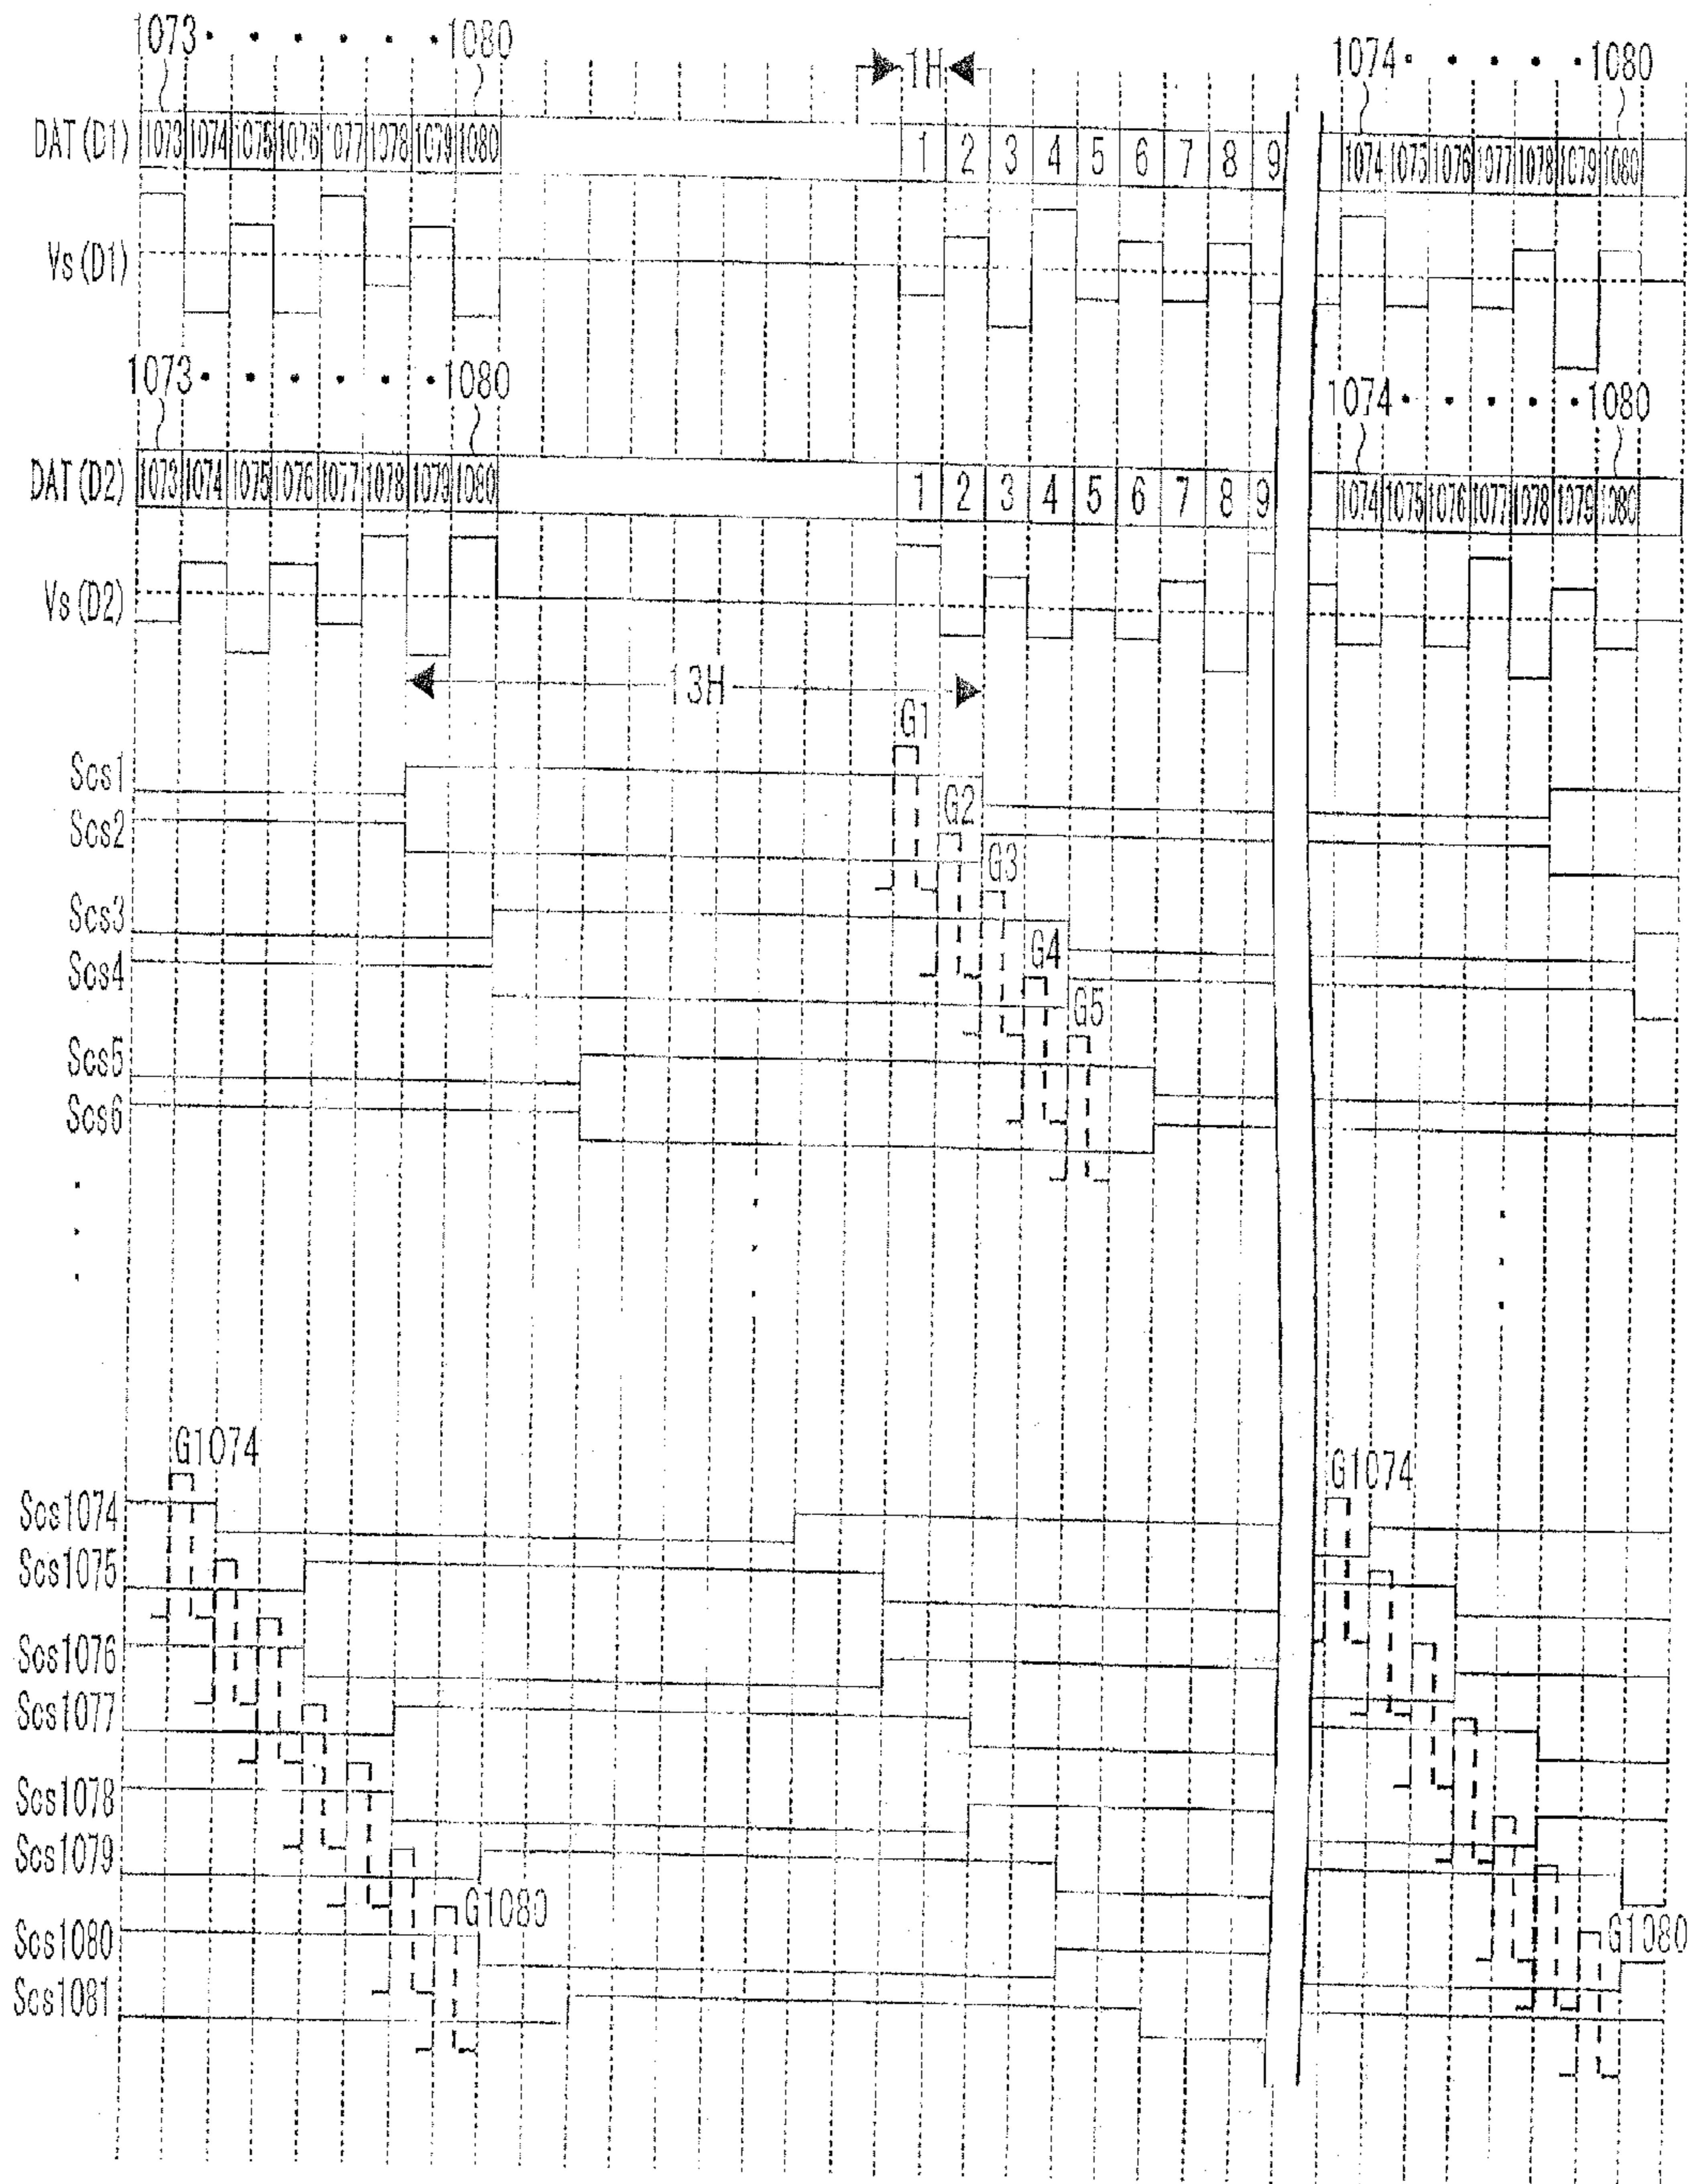 1073 · · · · · · 1080
1H
1074 · · · · · 1080
DAT(D1) 1073 1074 1075 1076 1077 1078 1079 1080 1 2 3 4 5 6 7 8 9 1074 1075 1076 1077 1078 1079 1080
Vs(D1)
1073 · · · · · · 1080
1074 · · · · · 1080
DAT(D2) 1073 1074 1075 1076 1077 1078 1079 1080 1 2 3 4 5 6 7 8 9 1074 1075 1076 1077 1078 1079 1080
Vs(D2)
13H
G1
Scs1
G2
Scs2
G3
Scs3
G4
Scs4
G5
Scs5
Scs6
G1074
G1074
Scs1074
Scs1075
Scs1076
Scs1077
Scs1078
Scs1079
G1080
G1080
Scs1080
Scs1081